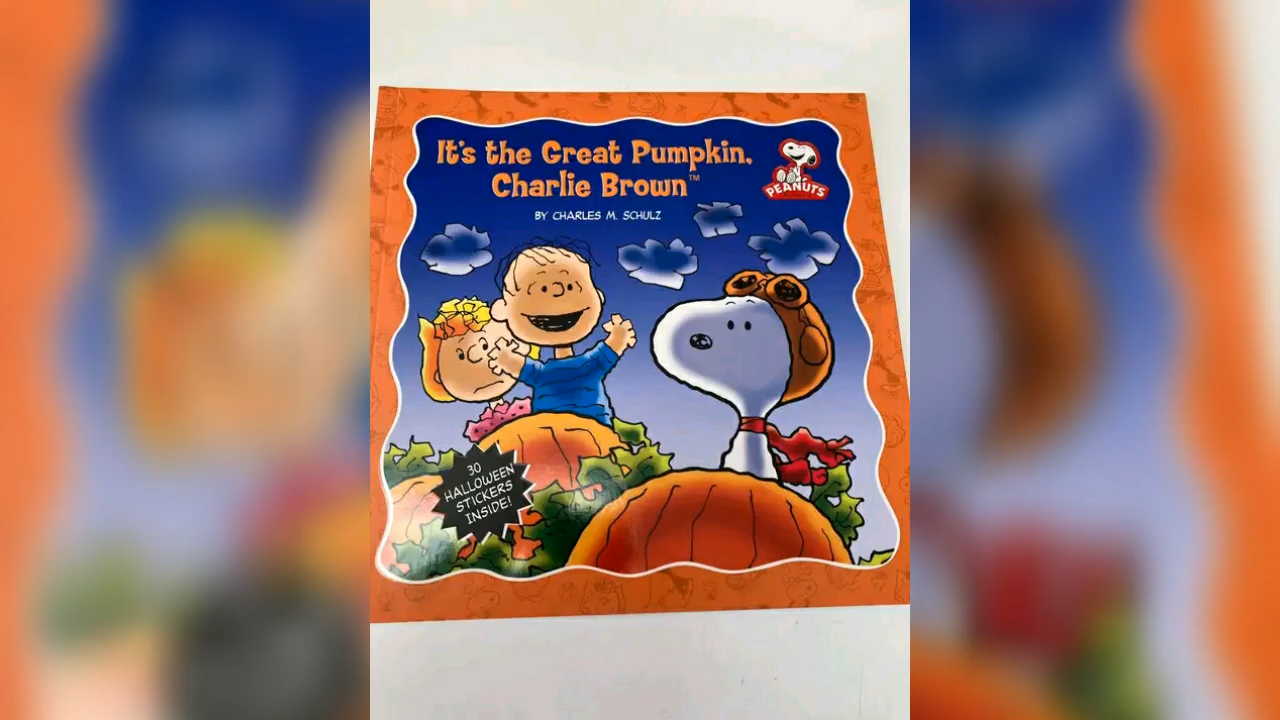 It's the Great Pumpkin,
Charlie Brown™
BY CHARLES M. SCHULZ
PEANUTS
30
HALLOWEEN
STICKERS
INSIDE!